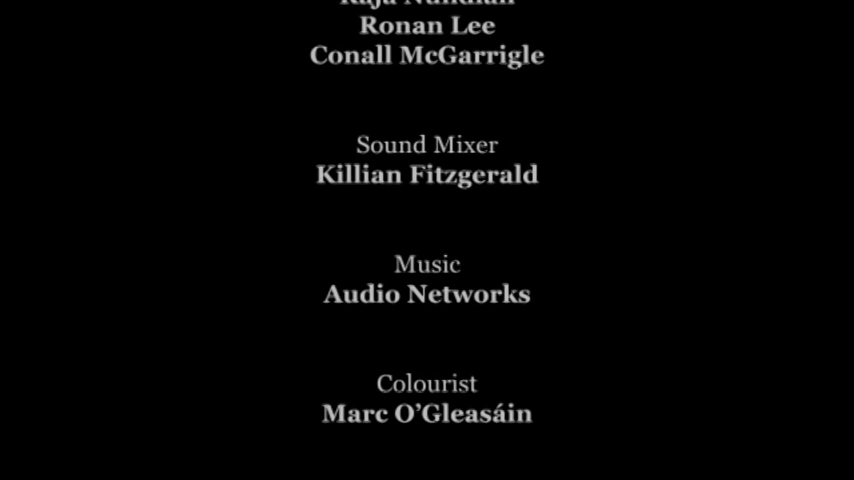 Ronan Lee
Conall McGarrigle
Sound Mixer
Killian Fitzgerald
Music
Audio Networks
Colourist
Marc O’Gleasáin